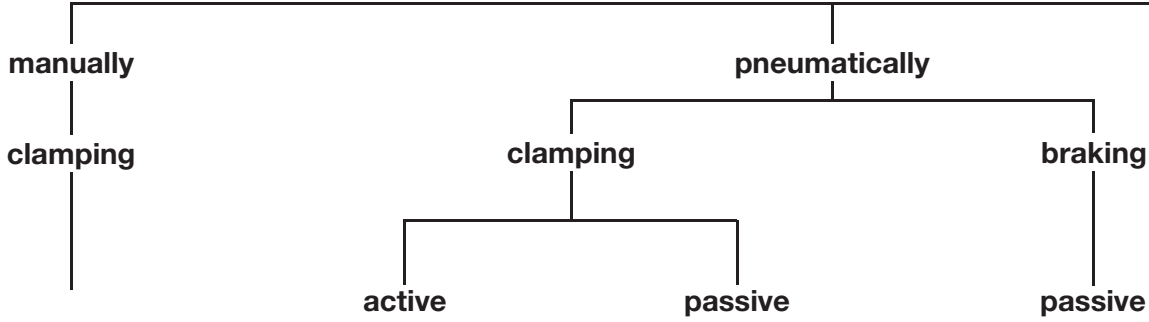 manually pneumatically
clamping clamping braking
active passive passive